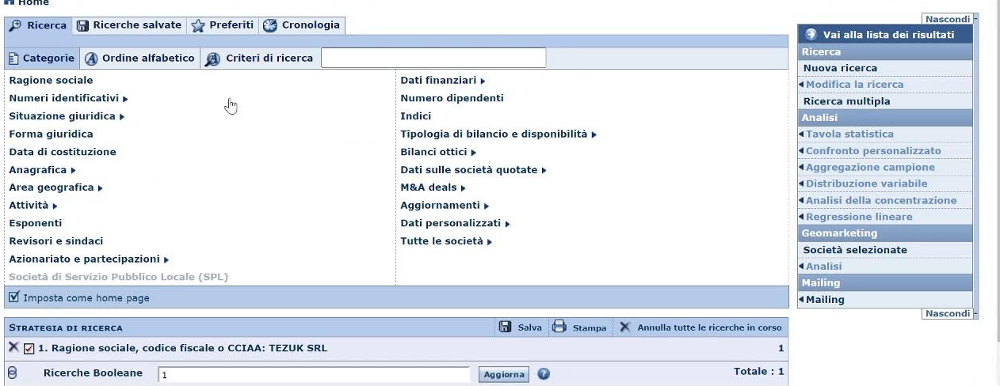 Home
Ricerca Ricerche salvate Preferiti Cronologia
Categorie Ordine alfabetico Criteri di ricerca
Ragione sociale
Numeri identificativi
Situazione giuridica
Forma giuridica
Data di costituzione
Anagrafica
Area geografica
Attività
Esponenti
Revisori e sindaci
Azionariato e partecipazioni
Società di Servizio Pubblico Locale (SPL)
Dati finanziari
Numero dipendenti
Indici
Tipologia di bilancio e disponibilità
Bilanci ottici
Dati sulle società quotate
M&A deals
Aggiornamenti
Dati personalizzati
Tutte le società
Imposta come home page
STRATEGIA DI RICERCA Salva Stampa Annulla tutte le ricerche in corso
1. Ragione sociale, codice fiscale o CCIAA: TEZUK SRL 1
Ricerche Booleane 1 Aggiorna ? Totale : 1
Nascondi -
Vai alla lista dei risultati
Ricerca
Nuova ricerca
Modifica la ricerca
Ricerca multipla
Analisi
Tavola statistica
Confronto personalizzato
Aggregazione campione
Distribuzione variabile
Analisi della concentrazione
Regressione lineare
Geomarketing
Società selezionate
Analisi
Mailing
Mailing
Nascondi -